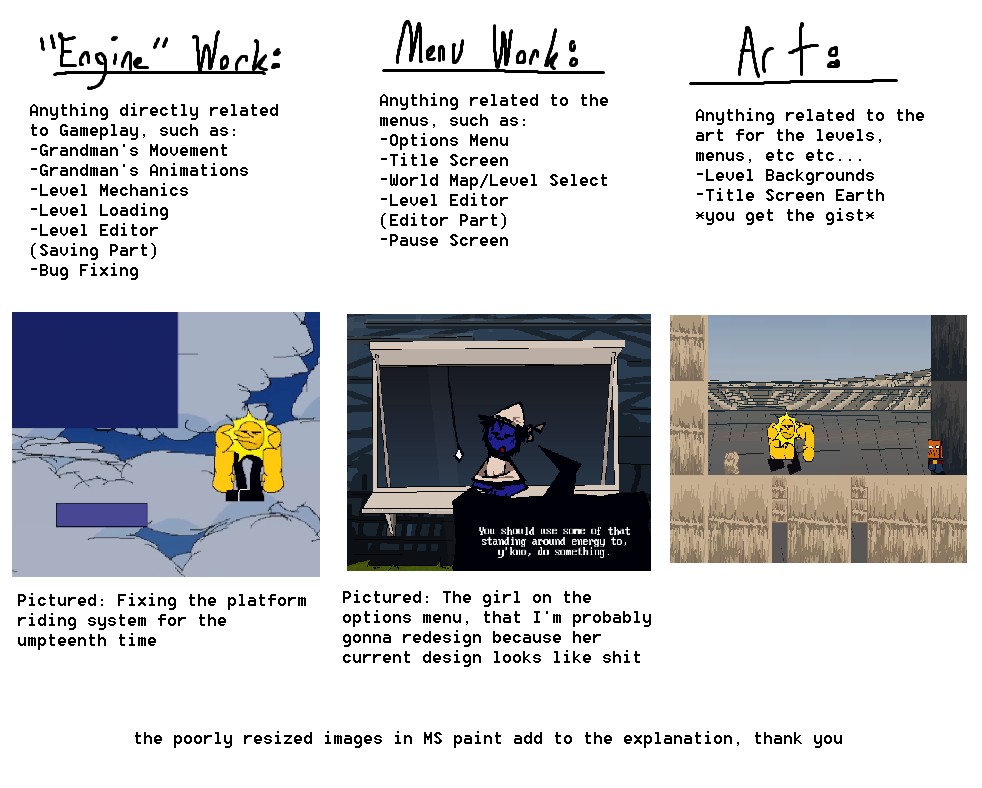 "Engine" Work:
Anything directly related
to Gameplay, such as:
-Grandman's Movement
-Grandman's Animations
-Level Mechanics
-Level Loading
-Level Editor
(Saving Part)
-Bug Fixing
Pictured: Fixing the platform
riding system for the
umpteenth time
Menu Work:
Anything related to the
menus, such as:
-Options Menu
-Title Screen
-World Map/Level Select
-Level Editor
(Editor Part)
-Pause Screen
You should use some of that
standing around energy to,
y'kno, do something.
Pictured: The girl on the
options menu, that I'm probably
gonna redesign because her
current design looks like shit
Art:
Anything related to the
art for the levels,
menus, etc etc...
-Level Backgrounds
-Title Screen Earth
*you get the gist*
the poorly resized images in MS paint add to the explanation, thank you